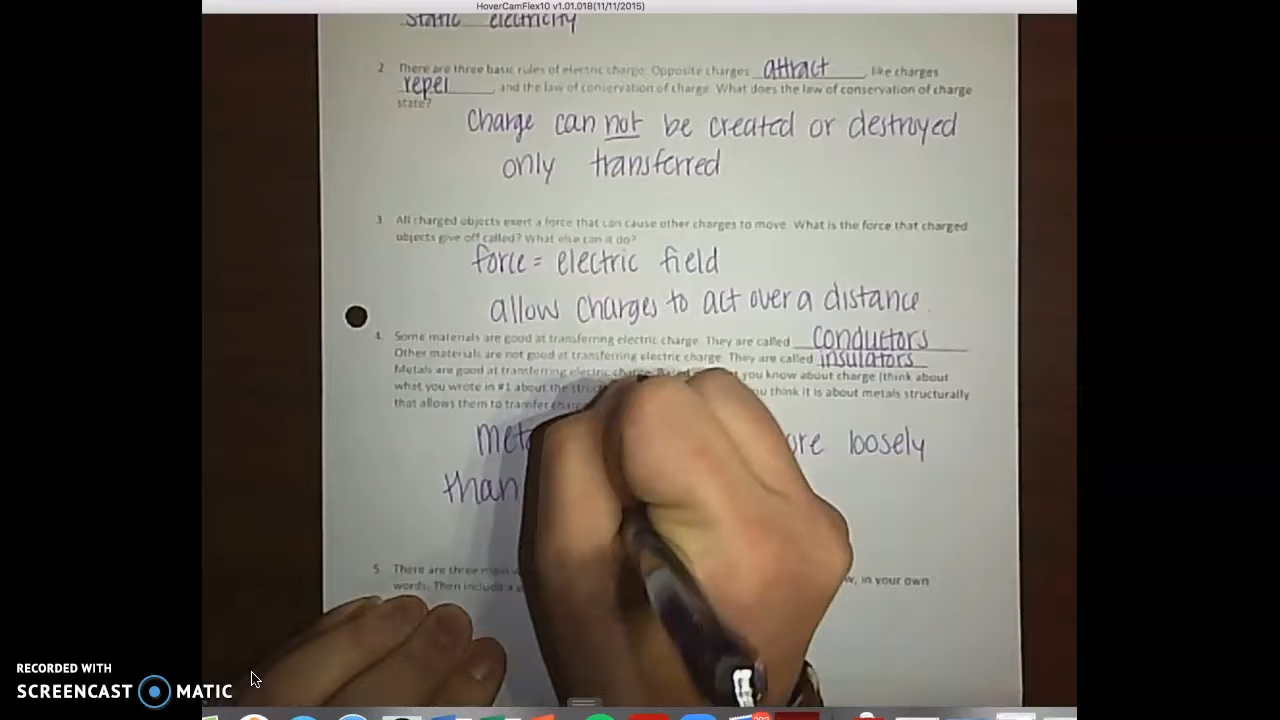 HoverCamFlex10 v1.01.018(11/11/2015)
static electricity
2. There are three basic rules of electric charge. Opposite charges attract, like charges
repel and the law of conservation of charge. What does the law of conservation of charge
state?
Charge can not be created or destroyed
only transferred
3. All charged objects exert a force that can cause other charges to move. What is the force that charged
objects give off called? What else can it do?
force = electric field
allow charges to act over a distance.
4. Some materials are good at transferring electric charge. They are called conductors
Other materials are not good at transferring electric charge. They are called insulators
Metals are good at transferring electric charge. Based you know about charge (think about
what you wrote in #1 about the you think it is about metals structurally
that allows them to transfer
loosely
than
5. There are three main in your own
words. Then include a
RECORDED WITH
SCREENCAST MATIC